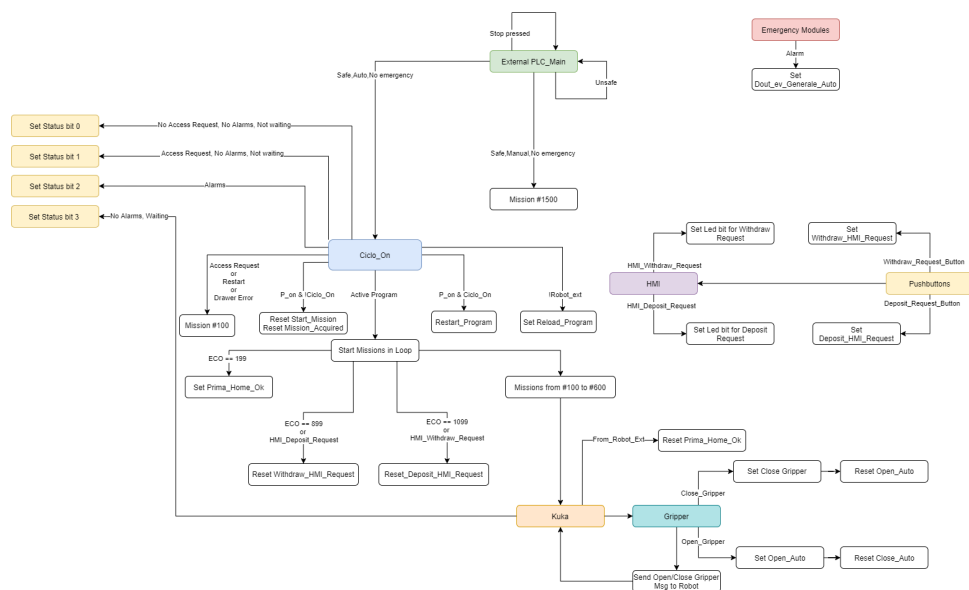 Emergency Modules
Stop pressed
Alarm
External PLC_Main
Set
Dout_ev_Generale_Auto
Safe,Auto,No emergency
Unsafe
Set Status bit 0
No Access Request, No Alarms, Not waiting
Set Status bit 1
Access Request, No Alarms, Not waiting
Safe,Manual,No emergency
Set Status bit 2
Alarms
Mission #1500
Set Status bit 3
No Alarms, Waiting
Set Led bit for Withdraw
Request
Set
Withdraw_HMI_Request
Ciclo_On
HMI_Withdraw_Request
Withdraw_Request_Button
Access Request
or
Restart
or
Drawer Error
P_on & !Ciclo_On
Active Program
P_on & Ciclo_On
!Robot_ext
HMI
Pushbuttons
HMI_Deposit_Request
Deposit_Request_Button
Mission #100
Reset Start_Mission
Reset Mission_Acquired
Restart_Program
Set Reload_Program
Set Led bit for Deposit
Request
Set
Deposit_HMI_Request
Start Missions in Loop
ECO == 199
Set Prima_Home_Ok
Missions from #100 to #600
ECO == 899
or
HMI_Deposit_Request
ECO == 1099
or
HMI_Withdraw_Request
From_Robot_Ext
Reset Prima_Home_Ok
Reset Withdraw_HMI_Request
Reset_Deposit_HMI_Request
Set Close Gripper
Reset Open_Auto
Close_Gripper
Kuka
Gripper
Open_Gripper
Set Open_Auto
Reset Close_Auto
Send Open/Close Gripper
Msg to Robot